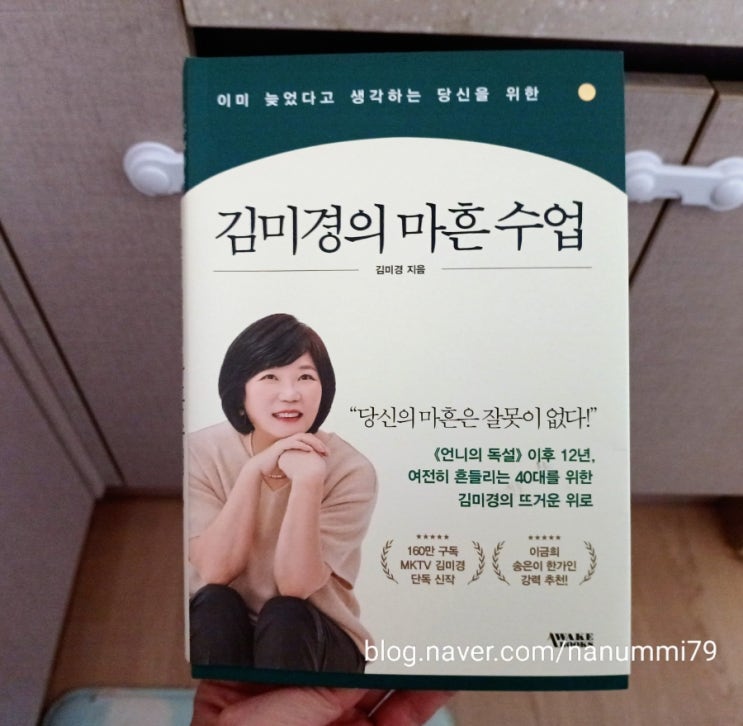 이미 늦었다고 생각하는 당신을 위한
김미경의 마흔 수업
김미경 지음
“당신의 마흔은 잘못이 없다!”
《언니의 독설》 이후 12년,
여전히 흔들리는 40대를 위한
김미경의 뜨거운 위로
★★★★★
160만 구독
MKTV 김미경
단독 신작
★★★★★
이금희
송은이 한가인
강력 추천!
AWAKE
BOOKS
blog.naver.com/nanummi79